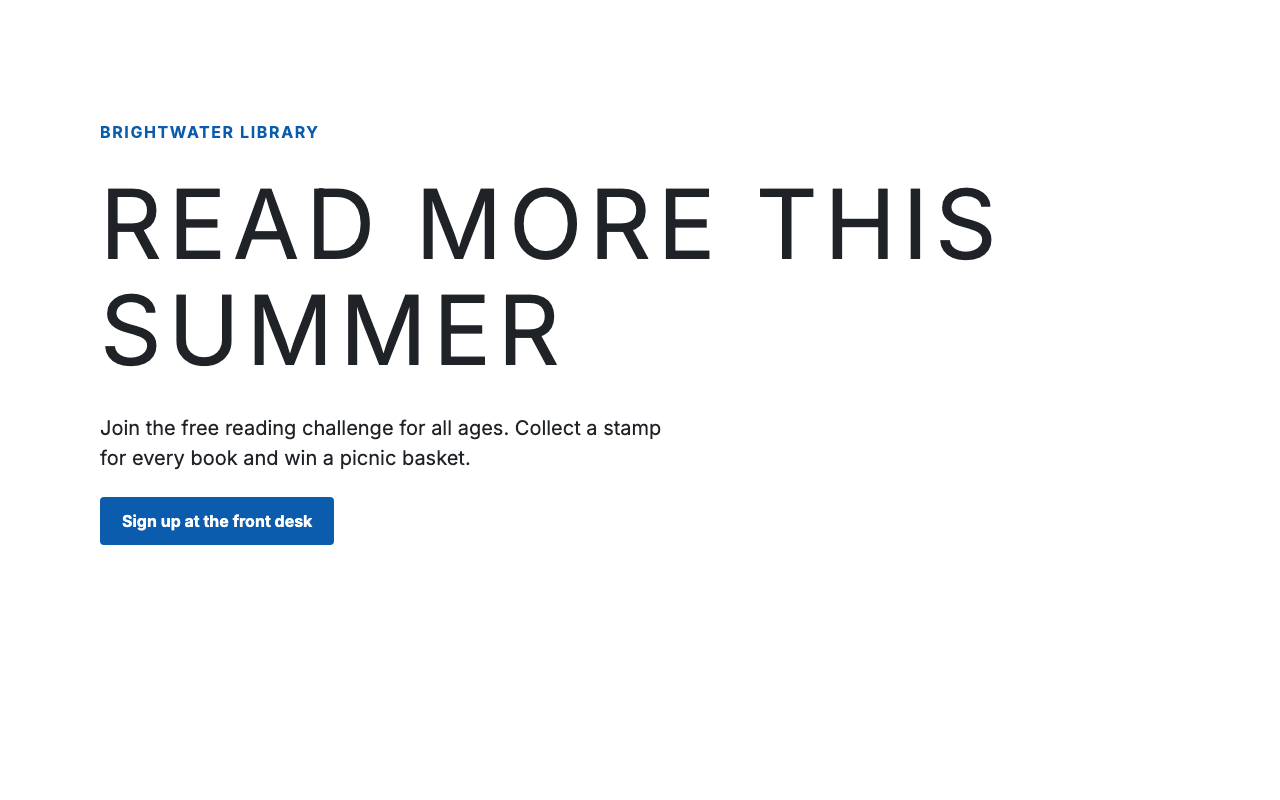 BRIGHTWATER LIBRARY
READ MORE THIS
SUMMER
Join the free reading challenge for all ages. Collect a stamp
for every book and win a picnic basket.
Sign up at the front desk